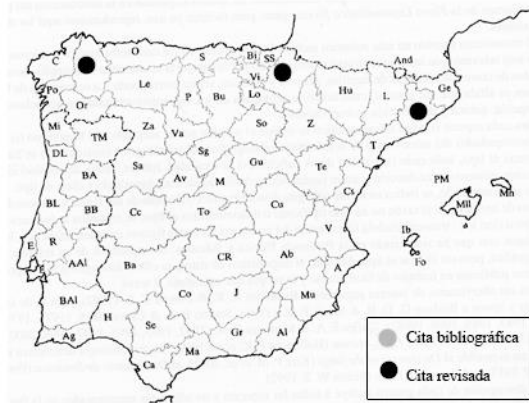 O S Bi SS And
C Vi Ge
Po Le Lo Hu L
Or P Bu
Mi TM Za Va So Z T
DL Sg
BA Sa Av M Gu Te PM Mn
BL BB Cs Mll
Cc To Cu Ib
E R V Fo
E AAl Ba CR Ab A
BAl Co J Mu
H Se Gr Al
Ag Ca Ma
Cita bibliográfica
Cita revisada